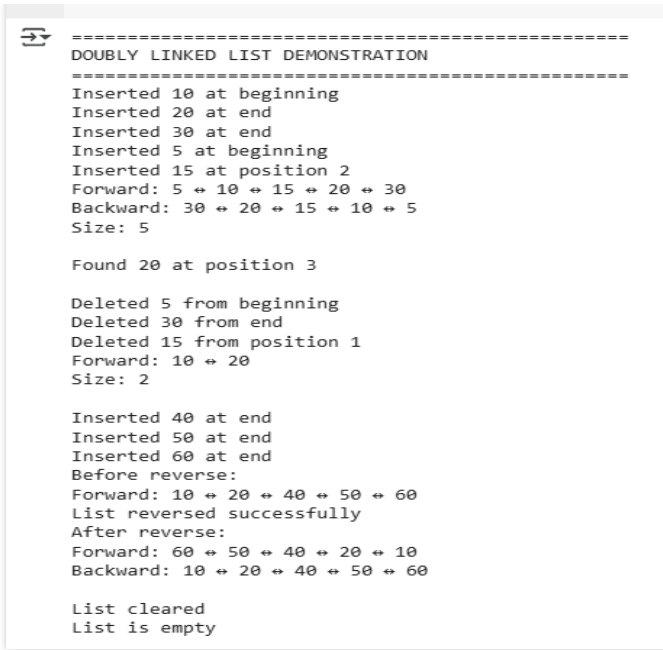 ==================================================
DOUBLY LINKED LIST DEMONSTRATION
==================================================
Inserted 10 at beginning
Inserted 20 at end
Inserted 30 at end
Inserted 5 at beginning
Inserted 15 at position 2
Forward: 5 ↔ 10 ↔ 15 ↔ 20 ↔ 30
Backward: 30 ↔ 20 ↔ 15 ↔ 10 ↔ 5
Size: 5
Found 20 at position 3
Deleted 5 from beginning
Deleted 30 from end
Deleted 15 from position 1
Forward: 10 ↔ 20
Size: 2
Inserted 40 at end
Inserted 50 at end
Inserted 60 at end
Before reverse:
Forward: 10 ↔ 20 ↔ 40 ↔ 50 ↔ 60
List reversed successfully
After reverse:
Forward: 60 ↔ 50 ↔ 40 ↔ 20 ↔ 10
Backward: 10 ↔ 20 ↔ 40 ↔ 50 ↔ 60
List cleared
List is empty